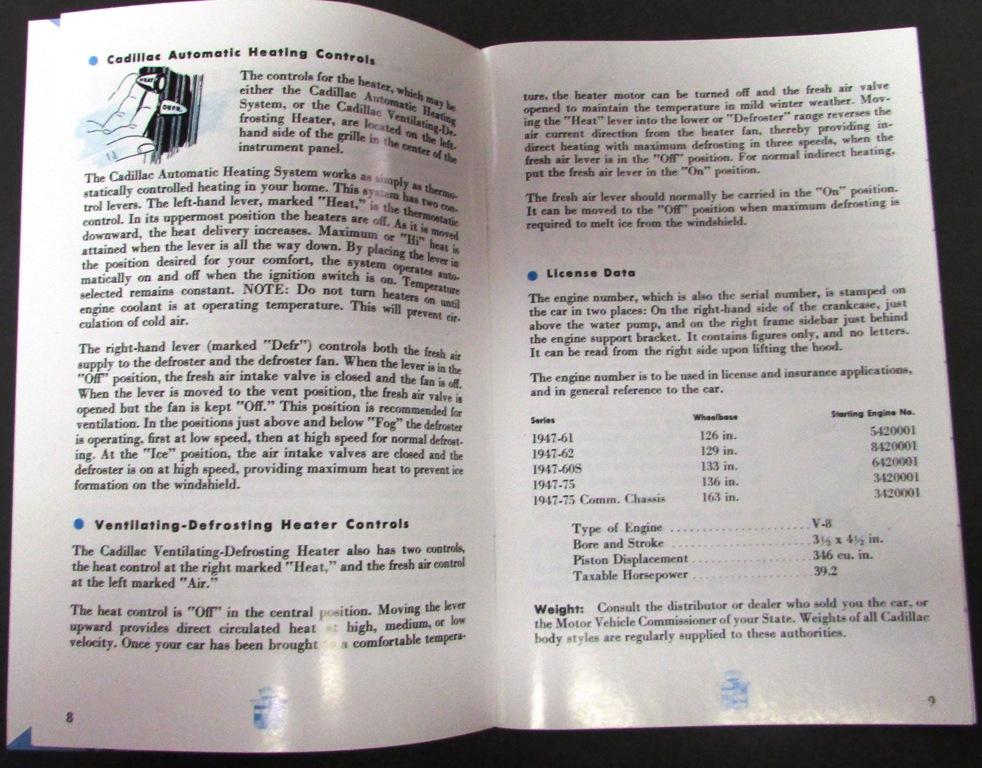 Cadillac Automatic Heating Controls
HEAT
DEFR.
The controls for the heater, which may be
either the Cadillac Automatic Heating
System, or the Cadillac Ventilating-De-
frosting Heater, are located on the left-
hand side of the grille in the center of the
instrument panel.
The Cadillac Automatic Heating System works as simply as thermo-
statically controlled heating in your home. This system has two con-
trol levers. The left-hand lever, marked "Heat," is the thermostatic
control. In its uppermost position the heaters are off. As it is moved
downward, the heat delivery increases. Maximum or "Hi" heat is
attained when the lever is all the way down. By placing the lever in
the position desired for your comfort, the system operates auto-
matically on and off when the ignition switch is on. Temperature
selected remains constant. NOTE: Do not turn heaters on until
engine coolant is at operating temperature. This will prevent cir-
culation of cold air.
The right-hand lever (marked "Defr") controls both the fresh air
supply to the defroster and the defroster fan. When the lever is in the
"Off" position, the fresh air intake valve is closed and the fan is off.
When the lever is moved to the vent position, the fresh air valve is
opened but the fan is kept "Off." This position is recommended for
ventilation. In the positions just above and below "Fog" the defroster
is operating, first at low speed, then at high speed for normal defrost-
ing. At the "Ice" position, the air intake valves are closed and the
defroster is on at high speed, providing maximum heat to prevent ice
formation on the windshield.
Ventilating-Defrosting Heater Controls
The Cadillac Ventilating-Defrosting Heater also has two controls,
the heat control at the right marked "Heat," and the fresh air control
at the left marked "Air."
The heat control is "Off" in the central position. Moving the lever
upward provides direct circulated heat at high, medium, or low
velocity. Once your car has been brought to a comfortable tempera-
8
ture, the heater motor can be turned off and the fresh air valve
opened to maintain the temperature in mild winter weather. Mov-
ing the "Heat" lever into the lower or "Defroster" range reverses the
air current direction from the heater fan, thereby providing in-
direct heating with maximum defrosting in three speeds, when the
fresh air lever is in the "Off" position. For normal indirect heating,
put the fresh air lever in the "On" position.
The fresh air lever should normally be carried in the "On" position.
It can be moved to the "Off" position when maximum defrosting is
required to melt ice from the windshield.
License Data
The engine number, which is also the serial number, is stamped on
the car in two places: On the right-hand side of the crankcase, just
above the water pump, and on the right frame sidebar just behind
the engine support bracket. It contains figures only, and no letters.
It can be read from the right side upon lifting the hood.
The engine number is to be used in license and insurance applications,
and in general reference to the car.
Series Wheelbase Starting Engine No.
1947-61 126 in. 5420001
1947-62 129 in. 8420001
1947-60S 133 in. 6420001
1947-75 136 in. 3420001
1947-75 Comm. Chassis 163 in. 3420001
Type of Engine .................... V-8
Bore and Stroke .................... 3½ x 4½ in.
Piston Displacement .................... 346 cu. in.
Taxable Horsepower .................... 39.2
Weight: Consult the distributor or dealer who sold you the car, or
the Motor Vehicle Commissioner of your State. Weights of all Cadillac
body styles are regularly supplied to these authorities.
9